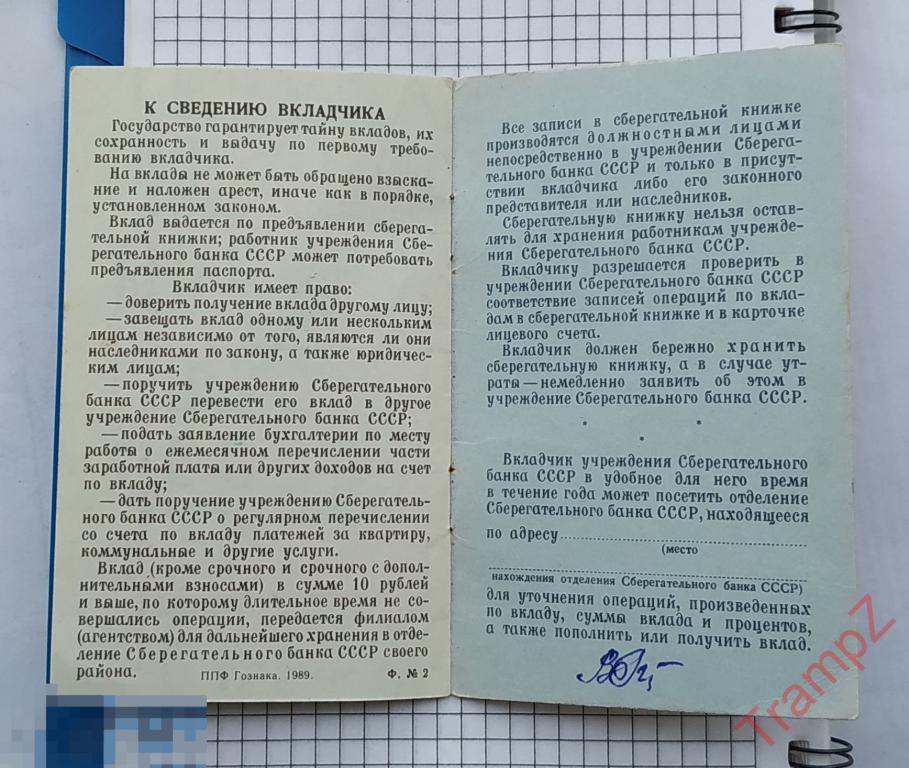 К СВЕДЕНИЮ ВКЛАДЧИКА
Государство гарантирует тайну вкладов, их
сохранность и выдачу по первому требо-
ванию вкладчика.
На вклады не может быть обращено взыска-
ние и наложен арест, иначе как в порядке,
установленном законом.
Вклад выдается по предъявлении сберега-
тельной книжки; работник учреждения Сбе-
регательного банка СССР может потребовать
предъявления паспорта.
Вкладчик имеет право:
—доверить получение вклада другому лицу;
—завещать вклад одному или нескольким
лицам независимо от того, являются ли они
наследниками по закону, а также юридичес-
ким лицам;
—поручить учреждению Сберегательного
банка СССР перевести его вклад в другое
учреждение Сберегательного банка СССР;
—подать заявление бухгалтерии по месту
работы о ежемесячном перечислении части
заработной платы или других доходов на счет
по вкладу;
—дать поручение учреждению Сберегатель-
ного банка СССР о регулярном перечислении
со счета по вкладу платежей за квартиру,
коммунальные и другие услуги.
Вклад (кроме срочного и срочного с допол-
нительными взносами) в сумме 10 рублей
и выше, по которому длительное время не со-
вершались операции, передается филиалом
(агентством) для дальнейшего хранения в отде-
ление Сберегательного банка СССР своего
района.
ППФ Гознака. 1989. Ф. № 2
Все записи в сберегательной книжке
производятся должностными лицами
непосредственно в учреждении Сберега-
тельного банка СССР и только в присут-
ствии вкладчика либо его законного
представителя или наследников.
Сберегательную книжку нельзя остав-
лять для хранения работникам учрежде-
ния Сберегательного банка СССР.
Вкладчику разрешается проверить в
учреждении Сберегательного банка СССР
соответствие записей операций по вкла-
дам в сберегательной книжке и в карточке
лицевого счета.
Вкладчик должен бережно хранить
сберегательную книжку, а в случае ут-
раты—немедленно заявить об этом в
учреждение Сберегательного банка СССР.
Вкладчик учреждения Сберегательного
банка СССР в удобное для него время
в течение года может посетить отделение
Сберегательного банка СССР, находящееся
по адресу
(место
нахождения отделения Сберегательного банка СССР)
для уточнения операций, произведенных
по вкладу, суммы вклада и процентов,
а также пополнить или получить вклад.
TrampZ